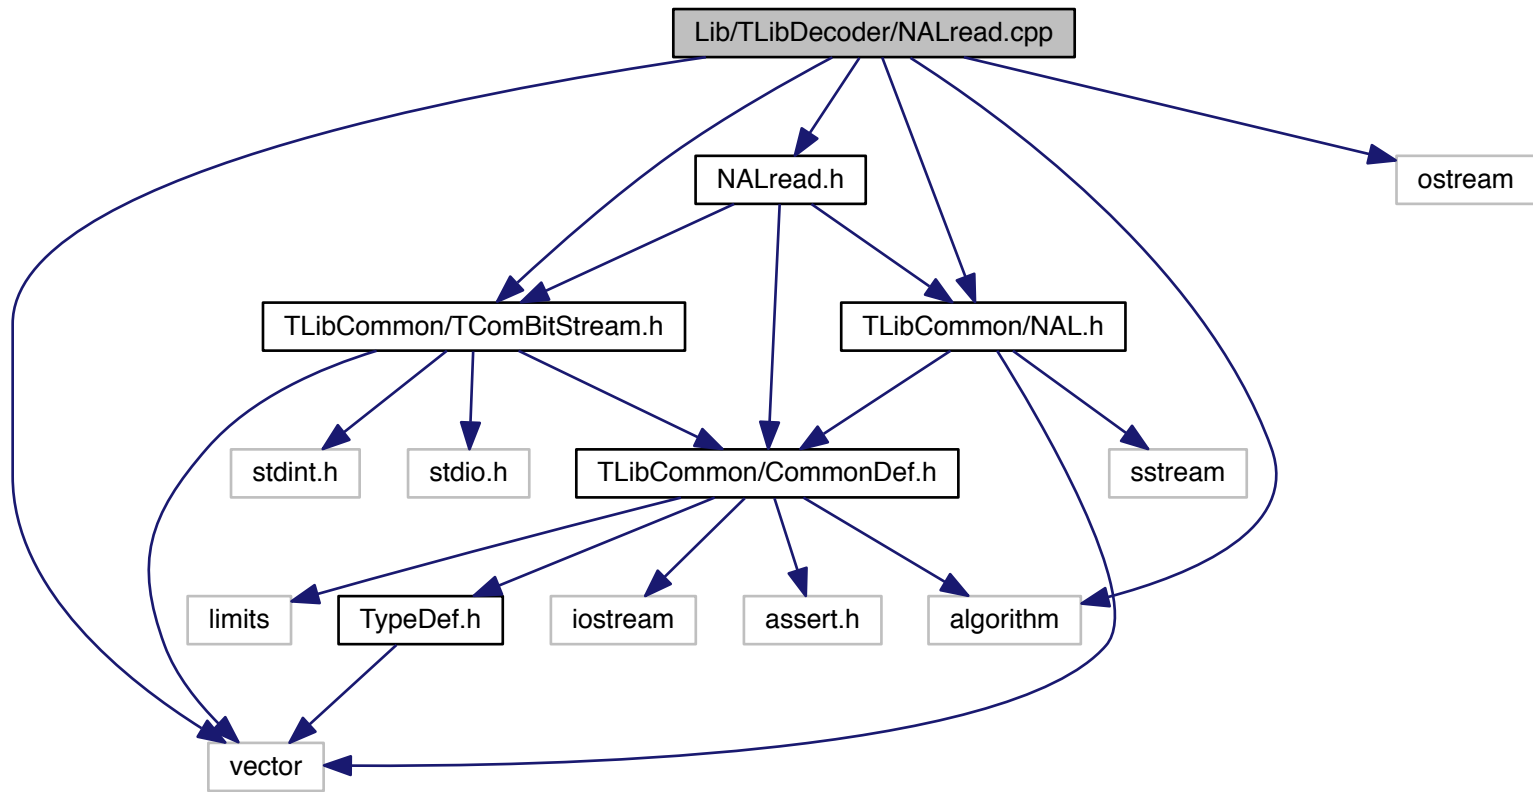 Lib/TLibDecoder/NALread.cpp
NALread.h
ostream
TLibCommon/TComBitStream.h
TLibCommon/NAL.h
stdint.h
stdio.h
TLibCommon/CommonDef.h
sstream
limits
TypeDef.h
iostream
assert.h
algorithm
vector